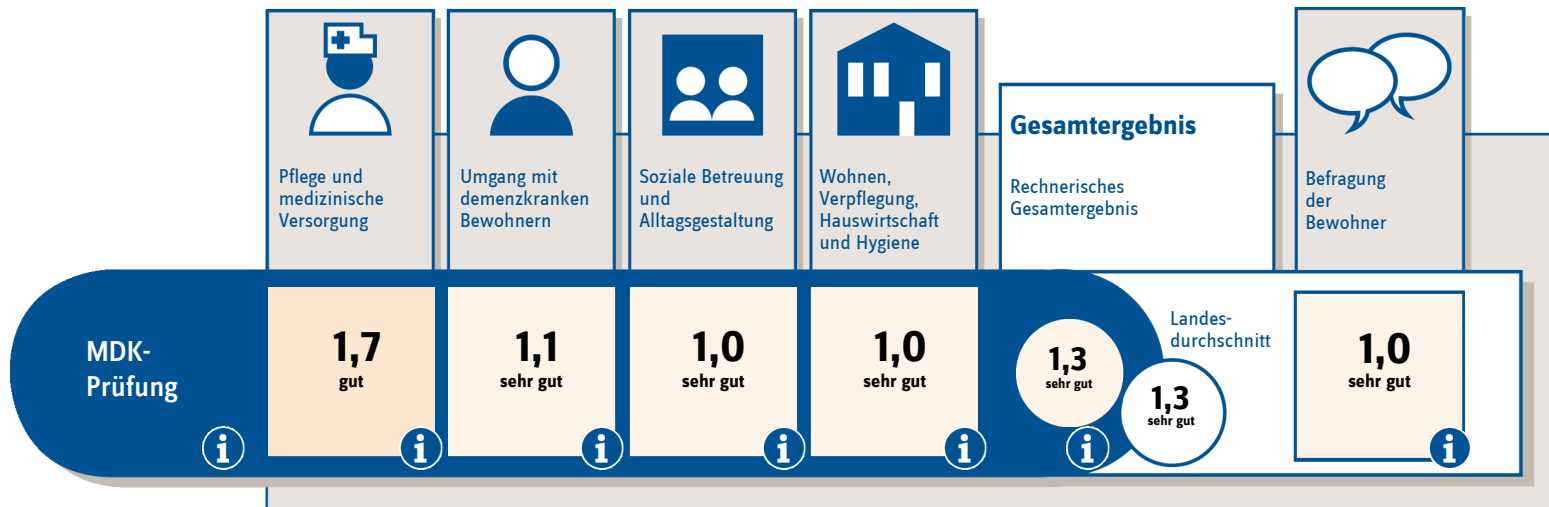 Pflege und
medizinische
Versorgung
Umgang mit
demenzkranken
Bewohnern
Soziale Betreuung
und
Alltagsgestaltung
Wohnen,
Verpflegung,
Hauswirtschaft
und Hygiene
Gesamtergebnis
Rechnerisches
Gesamtergebnis
Befragung
der
Bewohner
MDK-
Prüfung
i
1,7
gut
i
1,1
sehr gut
i
1,0
sehr gut
i
1,0
sehr gut
i
1,3
sehr gut
i
Landes-
durchschnitt
1,3
sehr gut
1,0
sehr gut
i